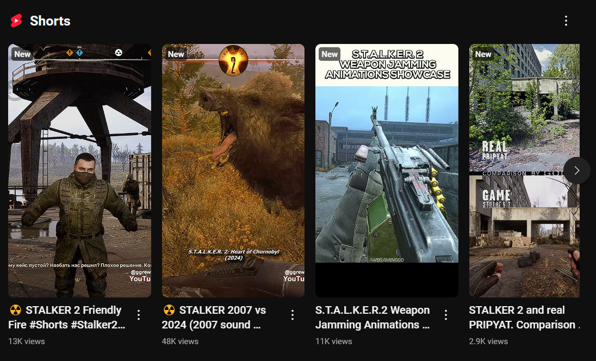 Shorts
New
му кейс пустой? Наебать нас решил? Плохое решение. Ко
@ggrew
YouTu
☢ STALKER 2 Friendly
Fire #Shorts #Stalker2...
13K views
New
2
S.T.A.L.K.E.R. 2: Heart of Chornobyl
(2024)
@ggrew
YouTu
☢ STALKER 2007 vs
2024 (2007 sound ...
48K views
New
S.T.A.L.K.E.R. 2
WEAPON JAMMING
ANIMATIONS SHOWCASE
S.T.A.L.K.E.R.2 Weapon
Jamming Animations ...
11K views
New
REAL
PRIPYAT
COMPARISON BY
GAME
STALKER 2
STALKER 2 and real
PRIPYAT. Comparison .
2.9K views